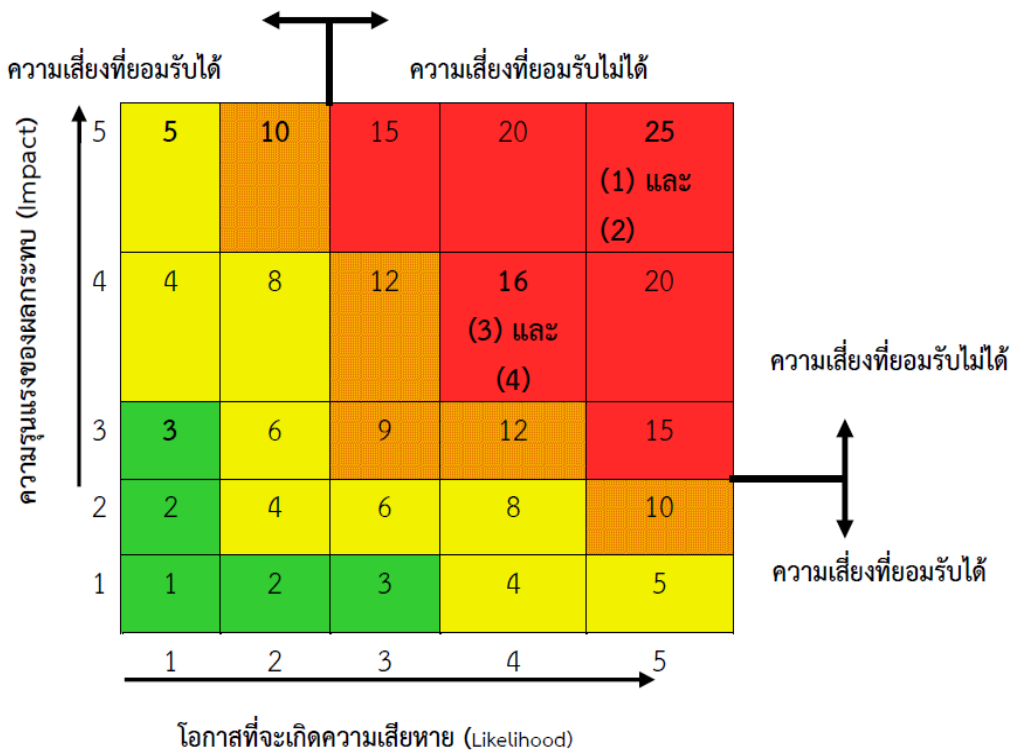 ความเสี่ยงที่ยอมรับได้ ความเสี่ยงที่ยอมรับไม่ได้
ความรุนแรงของผลกระทบ (Impact)
5 5 10 15 20 25
(1) และ
(2)
4 4 8 12 16 20
(3) และ
(4)
ความเสี่ยงที่ยอมรับไม่ได้
3 3 6 9 12 15
2 2 4 6 8 10
ความเสี่ยงที่ยอมรับได้
1 1 2 3 4 5
1 2 3 4 5
โอกาสที่จะเกิดความเสียหาย (Likelihood)